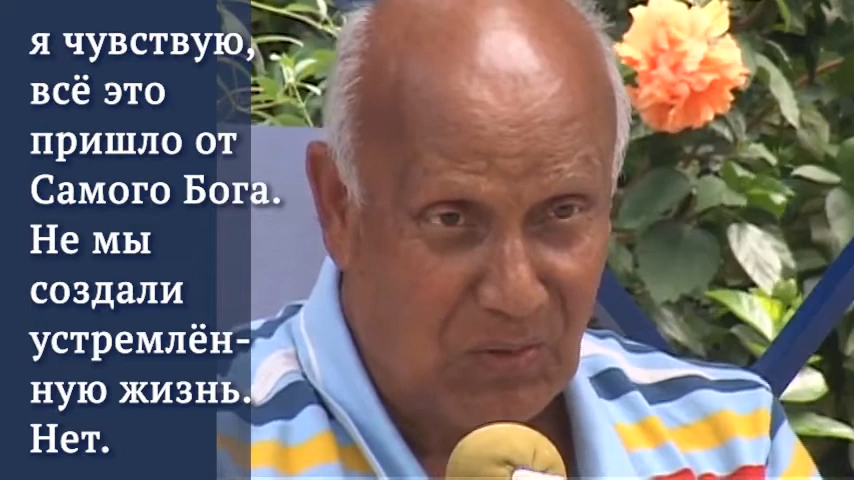 я чувствую,
всё это
пришло от
Самого Бога.
Не мы
создали
устремлён-
ную жизнь.
Нет.